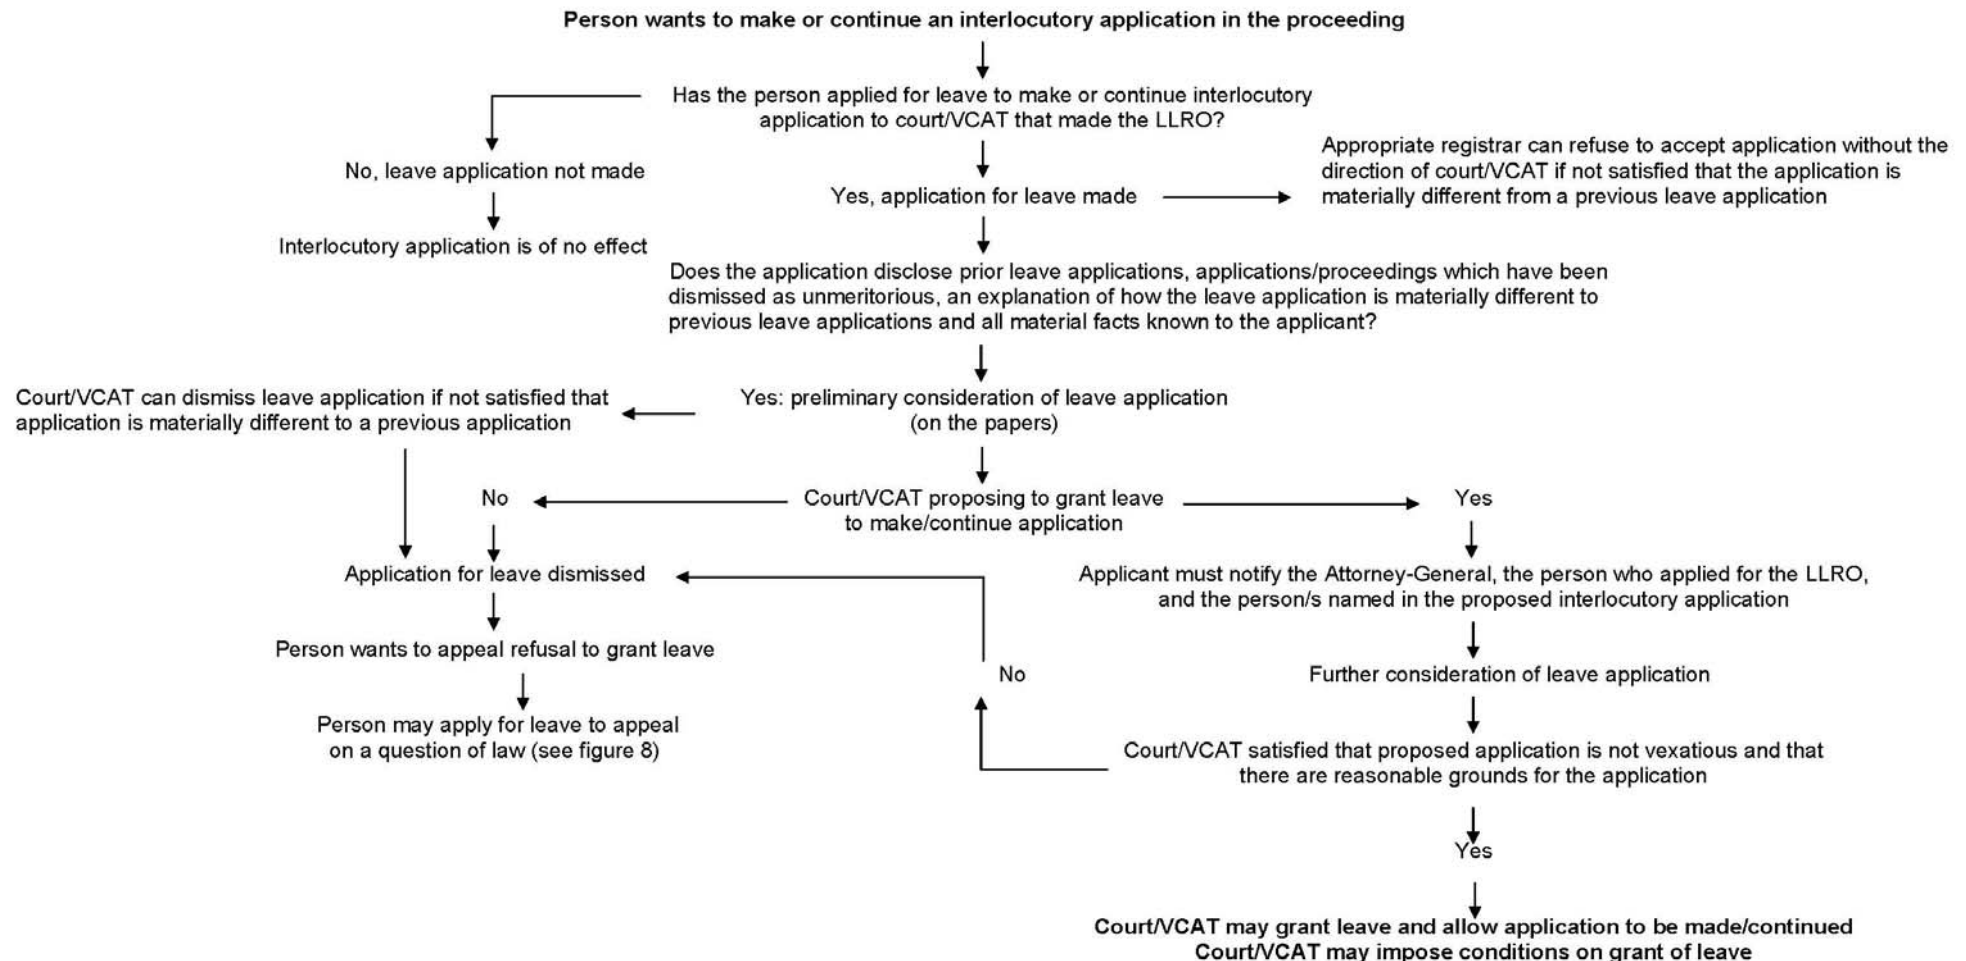 Person wants to make or continue an interlocutory application in the proceeding
Has the person applied for leave to make or continue interlocutory
application to court/VCAT that made the LLRO?
No, leave application not made
Interlocutory application is of no effect
Yes, application for leave made
Appropriate registrar can refuse to accept application without the
direction of court/VCAT if not satisfied that the application is
materially different from a previous leave application
Does the application disclose prior leave applications, applications/proceedings which have been
dismissed as unmeritorious, an explanation of how the leave application is materially different to
previous leave applications and all material facts known to the applicant?
Yes: preliminary consideration of leave application
(on the papers)
Court/VCAT can dismiss leave application if not satisfied that
application is materially different to a previous application
Court/VCAT proposing to grant leave
to make/continue application
No
Yes
Application for leave dismissed
Person wants to appeal refusal to grant leave
Person may apply for leave to appeal
on a question of law (see figure 8)
Applicant must notify the Attorney-General, the person who applied for the LLRO,
and the person/s named in the proposed interlocutory application
Further consideration of leave application
No
Court/VCAT satisfied that proposed application is not vexatious and that
there are reasonable grounds for the application
Yes
Court/VCAT may grant leave and allow application to be made/continued
Court/VCAT may impose conditions on grant of leave